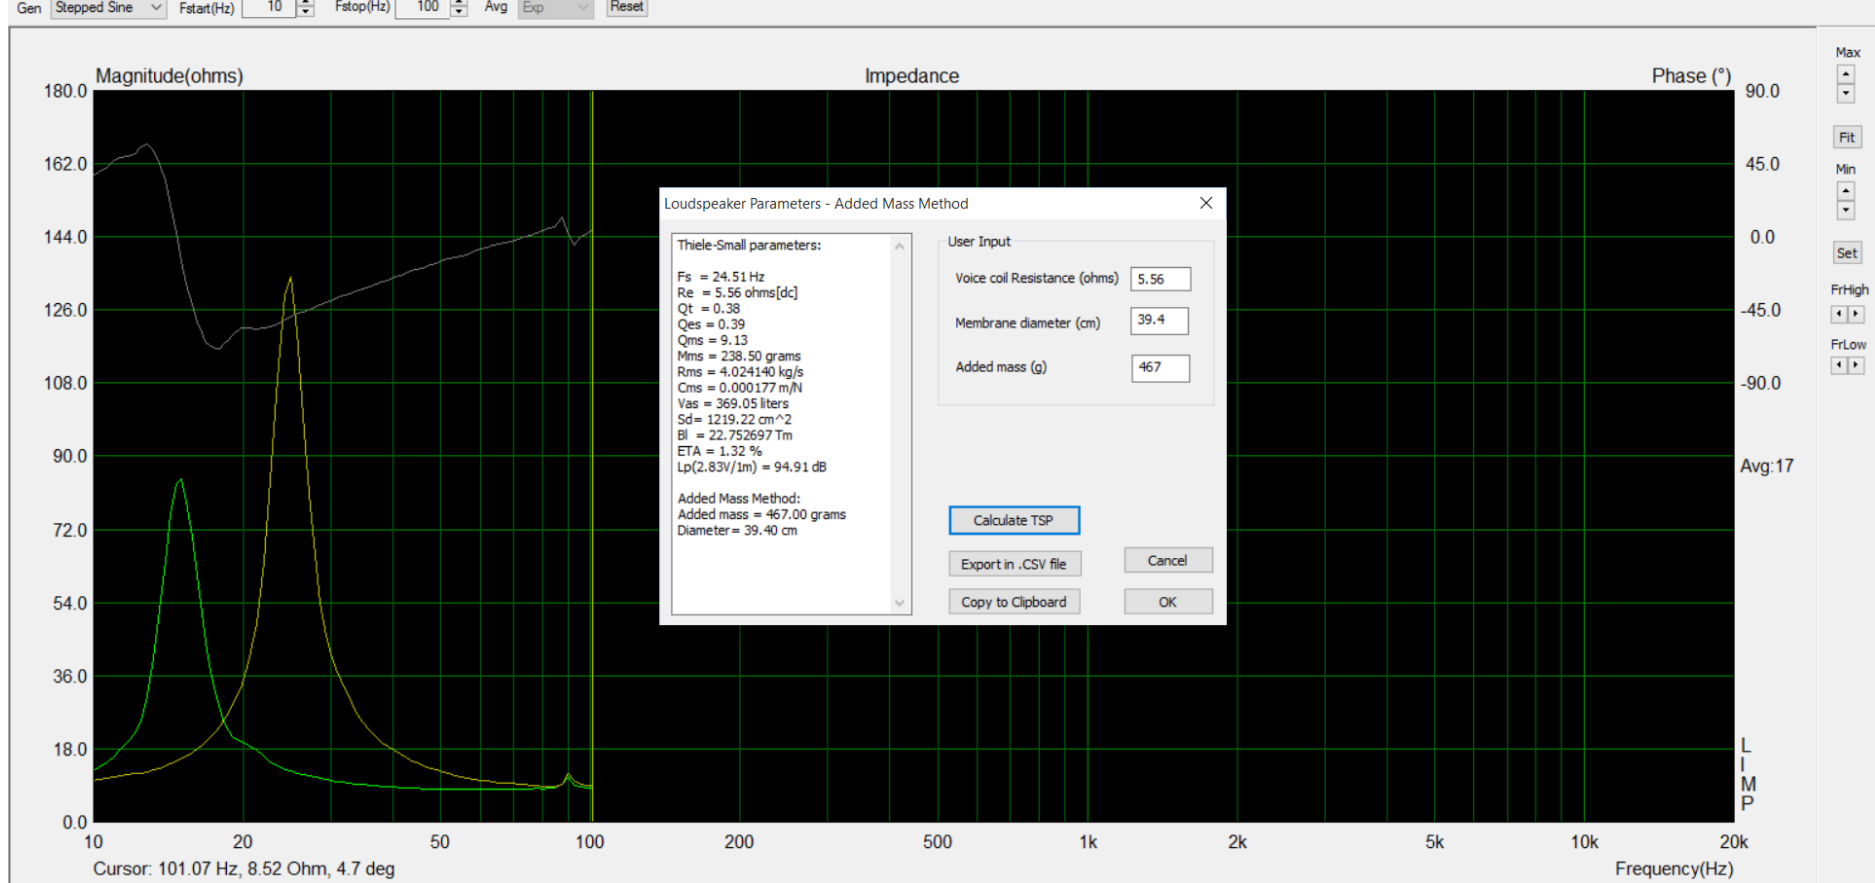 Gen Stepped Sine Fstart(Hz) 10 Fstop(Hz) 100 Avg Exp Reset
Magnitude(ohms) Impedance Phase (°)
180.0
162.0
144.0
126.0
108.0
90.0
72.0
54.0
36.0
18.0
0.0
90.0
45.0
0.0
-45.0
-90.0
Avg:17
L
I
M
P
10 20 50 100 200 500 1k 2k 5k 10k 20k
Cursor: 101.07 Hz, 8.52 Ohm, 4.7 deg
Frequency(Hz)
Max
Fit
Min
Set
FrHigh
FrLow
Loudspeaker Parameters - Added Mass Method
Thiele-Small parameters:
Fs = 24.51 Hz
Re = 5.56 ohms[dc]
Qt = 0.38
Qes = 0.39
Qms = 9.13
Mms = 238.50 grams
Rms = 4.024140 kg/s
Cms = 0.000177 m/N
Vas = 369.05 liters
Sd= 1219.22 cm^2
Bl = 22.752697 Tm
ETA = 1.32 %
Lp(2.83V/1m) = 94.91 dB
Added Mass Method:
Added mass = 467.00 grams
Diameter= 39.40 cm
User Input
Voice coil Resistance (ohms) 5.56
Membrane diameter (cm) 39.4
Added mass (g) 467
Calculate TSP
Export in .CSV file
Cancel
Copy to Clipboard
OK